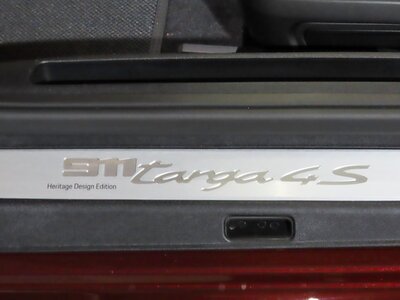 911 targa 4S
Heritage Design Edition